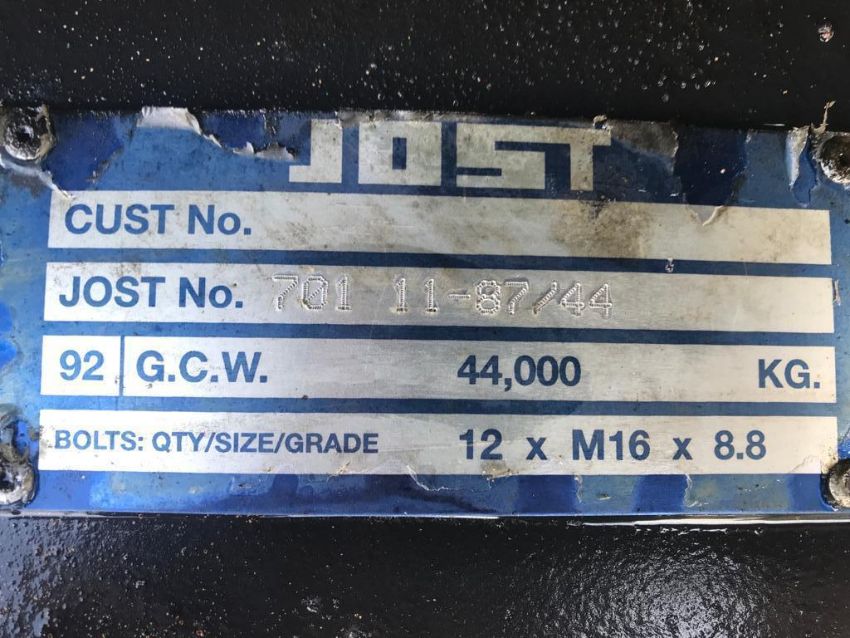 JOST
CUST No.
JOST No. 701 11-87/44
92 G.C.W. 44,000 KG.
BOLTS: QTY/SIZE/GRADE 12 x M16 x 8.8